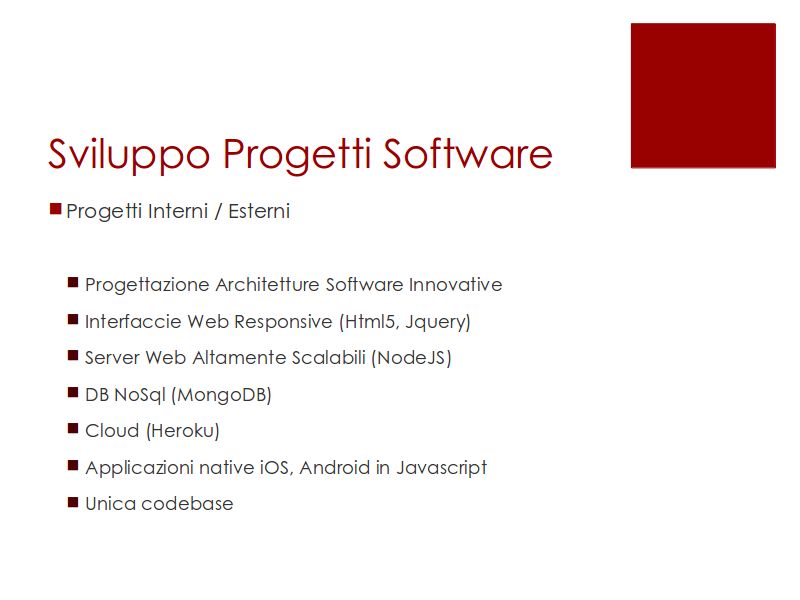 Sviluppo Progetti Software
Progetti Interni / Esterni
Progettazione Architetture Software Innovative
Interfaccie Web Responsive (Html5, Jquery)
Server Web Altamente Scalabili (NodeJS)
DB NoSql (MongoDB)
Cloud (Heroku)
Applicazioni native iOS, Android in Javascript
Unica codebase